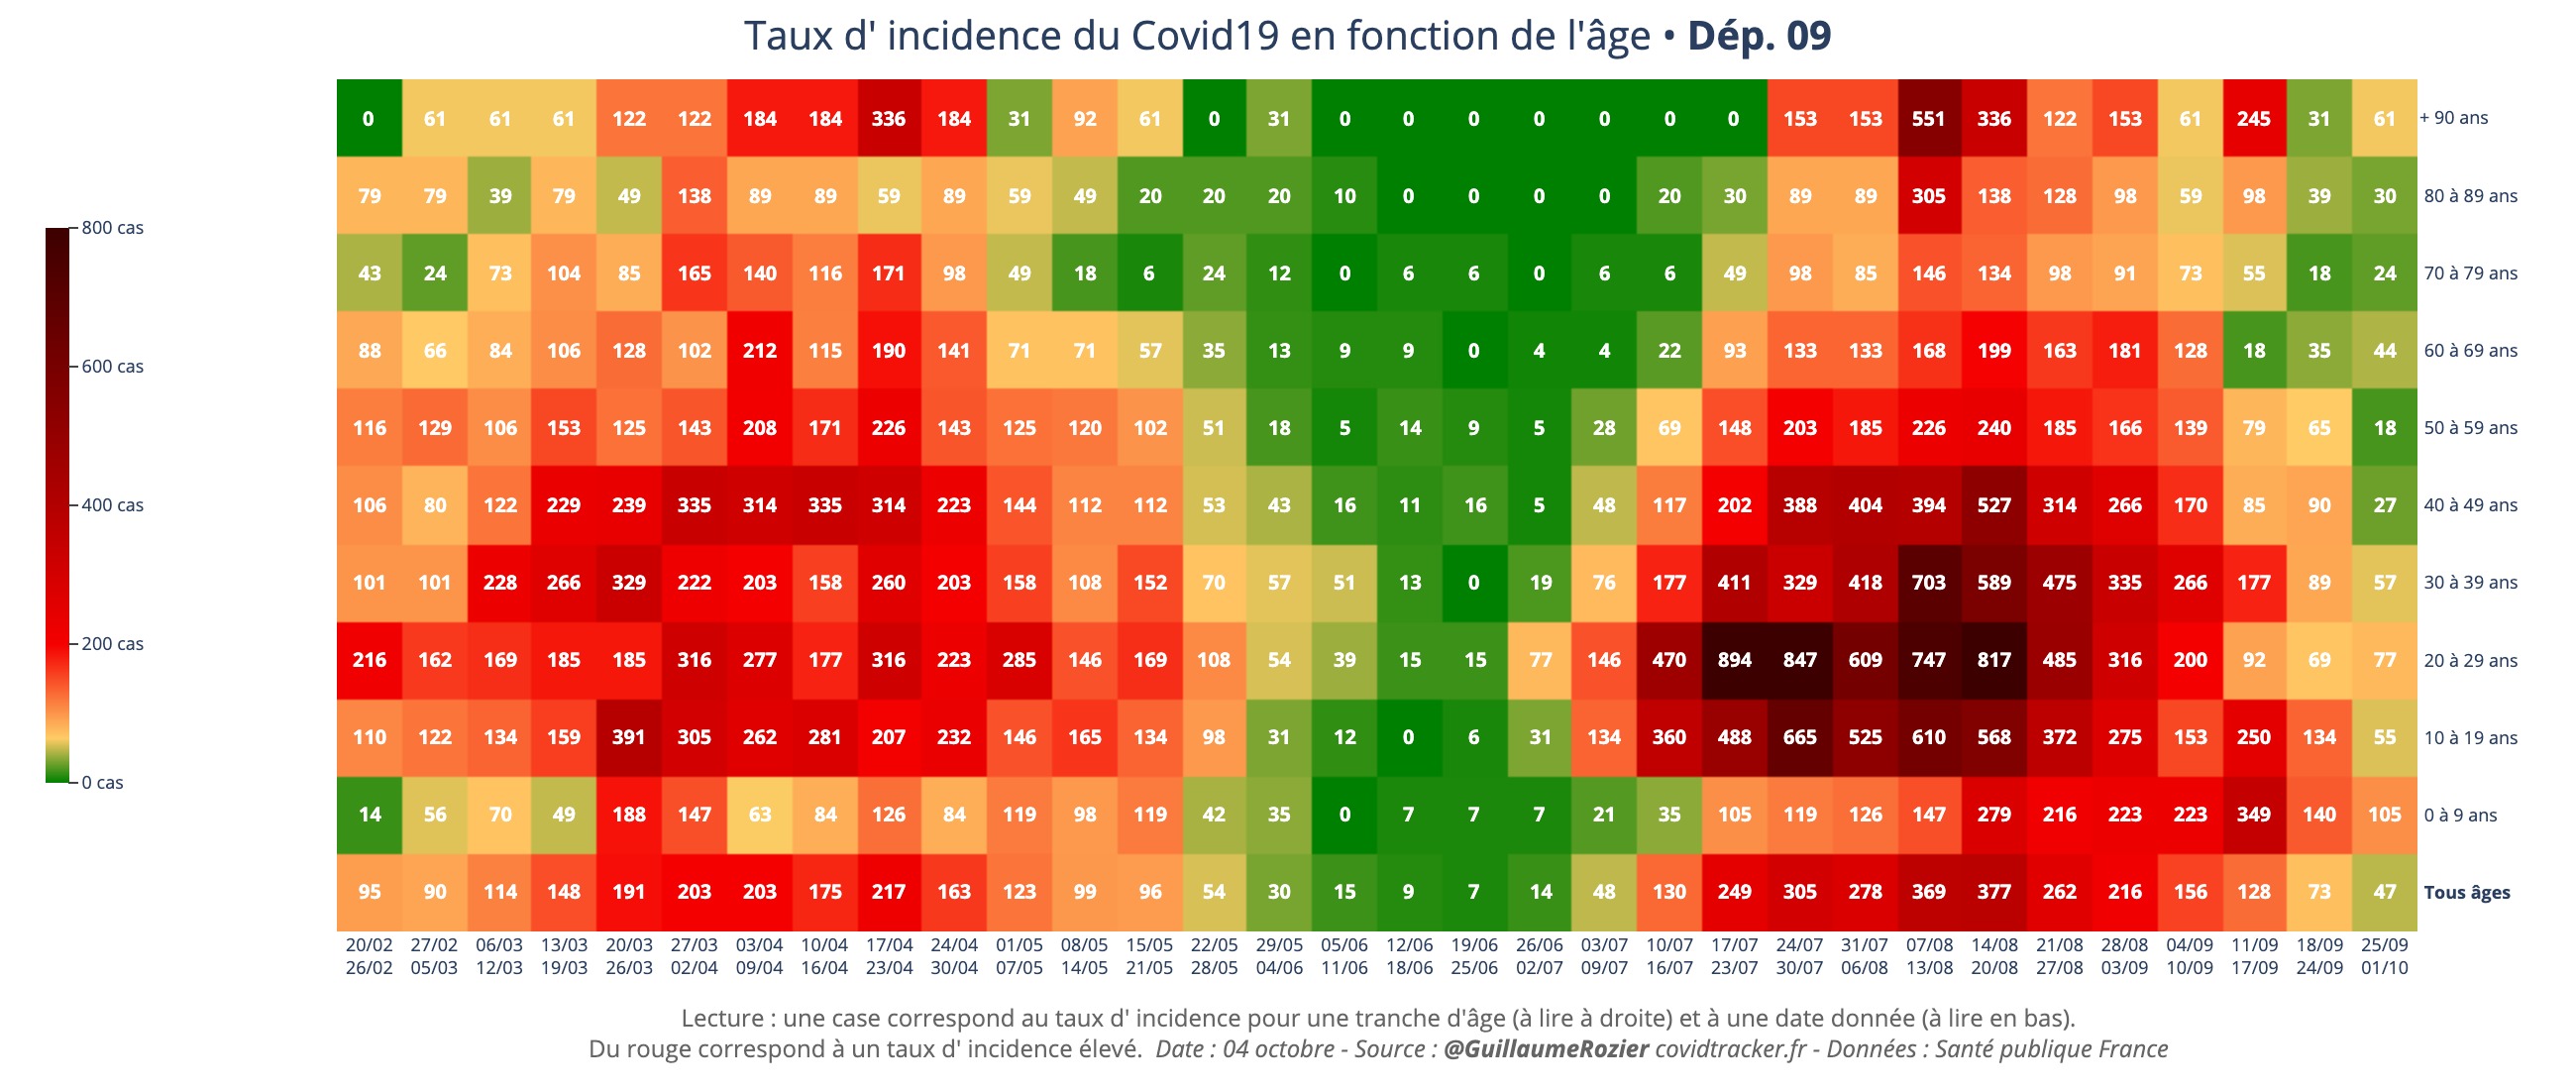 Taux d' incidence du Covid19 en fonction de l'âge • Dép. 09
0 61 61 61 122 122 184 184 336 184 31 92 61 0 31 0 0 0 0 0 0 0 153 153 551 336 122 153 61 245 31 61 + 90 ans
79 79 39 79 49 138 89 89 59 89 59 49 20 20 20 10 0 0 0 0 20 30 89 89 305 138 128 98 59 98 39 30 80 à 89 ans
800 cas
43 24 73 104 85 165 140 116 171 98 49 18 6 24 12 0 6 6 0 6 6 49 98 85 146 134 98 91 73 55 18 24 70 à 79 ans
88 66 84 106 128 102 212 115 190 141 71 71 57 35 13 9 9 0 4 4 22 93 133 133 168 199 163 181 128 18 35 44 60 à 69 ans
600 cas
116 129 106 153 125 143 208 171 226 143 125 120 102 51 18 5 14 9 5 28 69 148 203 185 226 240 185 166 139 79 65 18 50 à 59 ans
400 cas
106 80 122 229 239 335 314 335 314 223 144 112 112 53 43 16 11 16 5 48 117 202 388 404 394 527 314 266 170 85 90 27 40 à 49 ans
101 101 228 266 329 222 203 158 260 203 158 108 152 70 57 51 13 0 19 76 177 411 329 418 703 589 475 335 266 177 89 57 30 à 39 ans
200 cas
216 162 169 185 185 316 277 177 316 223 285 146 169 108 54 39 15 15 77 146 470 894 847 609 747 817 485 316 200 92 69 77 20 à 29 ans
110 122 134 159 391 305 262 281 207 232 146 165 134 98 31 12 0 6 31 134 360 488 665 525 610 568 372 275 153 250 134 55 10 à 19 ans
0 cas
14 56 70 49 188 147 63 84 126 84 119 98 119 42 35 0 7 7 7 21 35 105 119 126 147 279 216 223 223 349 140 105 0 à 9 ans
95 90 114 148 191 203 203 175 217 163 123 99 96 54 30 15 9 7 14 48 130 249 305 278 369 377 262 216 156 128 73 47 Tous âges
20/02 27/02 06/03 13/03 20/03 27/03 03/04 10/04 17/04 24/04 01/05 08/05 15/05 22/05 29/05 05/06 12/06 19/06 26/06 03/07 10/07 17/07 24/07 31/07 07/08 14/08 21/08 28/08 04/09 11/09 18/09 25/09
26/02 05/03 12/03 19/03 26/03 02/04 09/04 16/04 23/04 30/04 07/05 14/05 21/05 28/05 04/06 11/06 18/06 25/06 02/07 09/07 16/07 23/07 30/07 06/08 13/08 20/08 27/08 03/09 10/09 17/09 24/09 01/10
Lecture : une case correspond au taux d' incidence pour une tranche d'âge (à lire à droite) et à une date donnée (à lire en bas).
Du rouge correspond à un taux d' incidence élevé. Date : 04 octobre - Source : @GuillaumeRozier covidtracker.fr - Données : Santé publique France